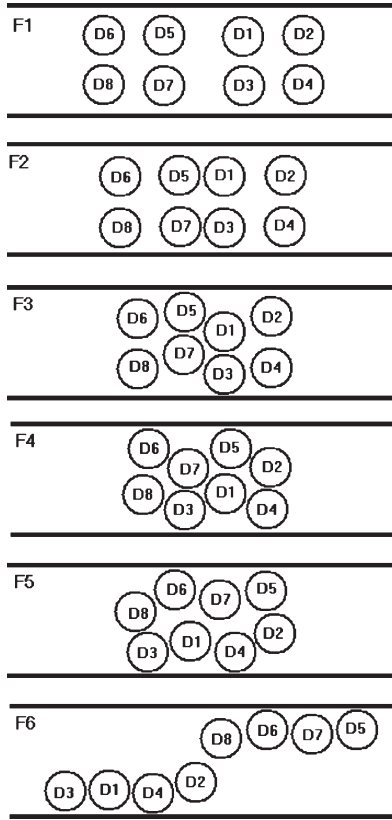 F1
D6 D5 D1 D2
D8 D7 D3 D4
F2
D6 D5 D1 D2
D8 D7 D3 D4
F3
D6 D5 D1 D2
D8 D7 D3 D4
F4
D6 D7 D5 D2
D8 D3 D1 D4
F5
D8 D6 D7 D5
D3 D1 D4 D2
F6
D8 D6 D7 D5
D3 D1 D4 D2